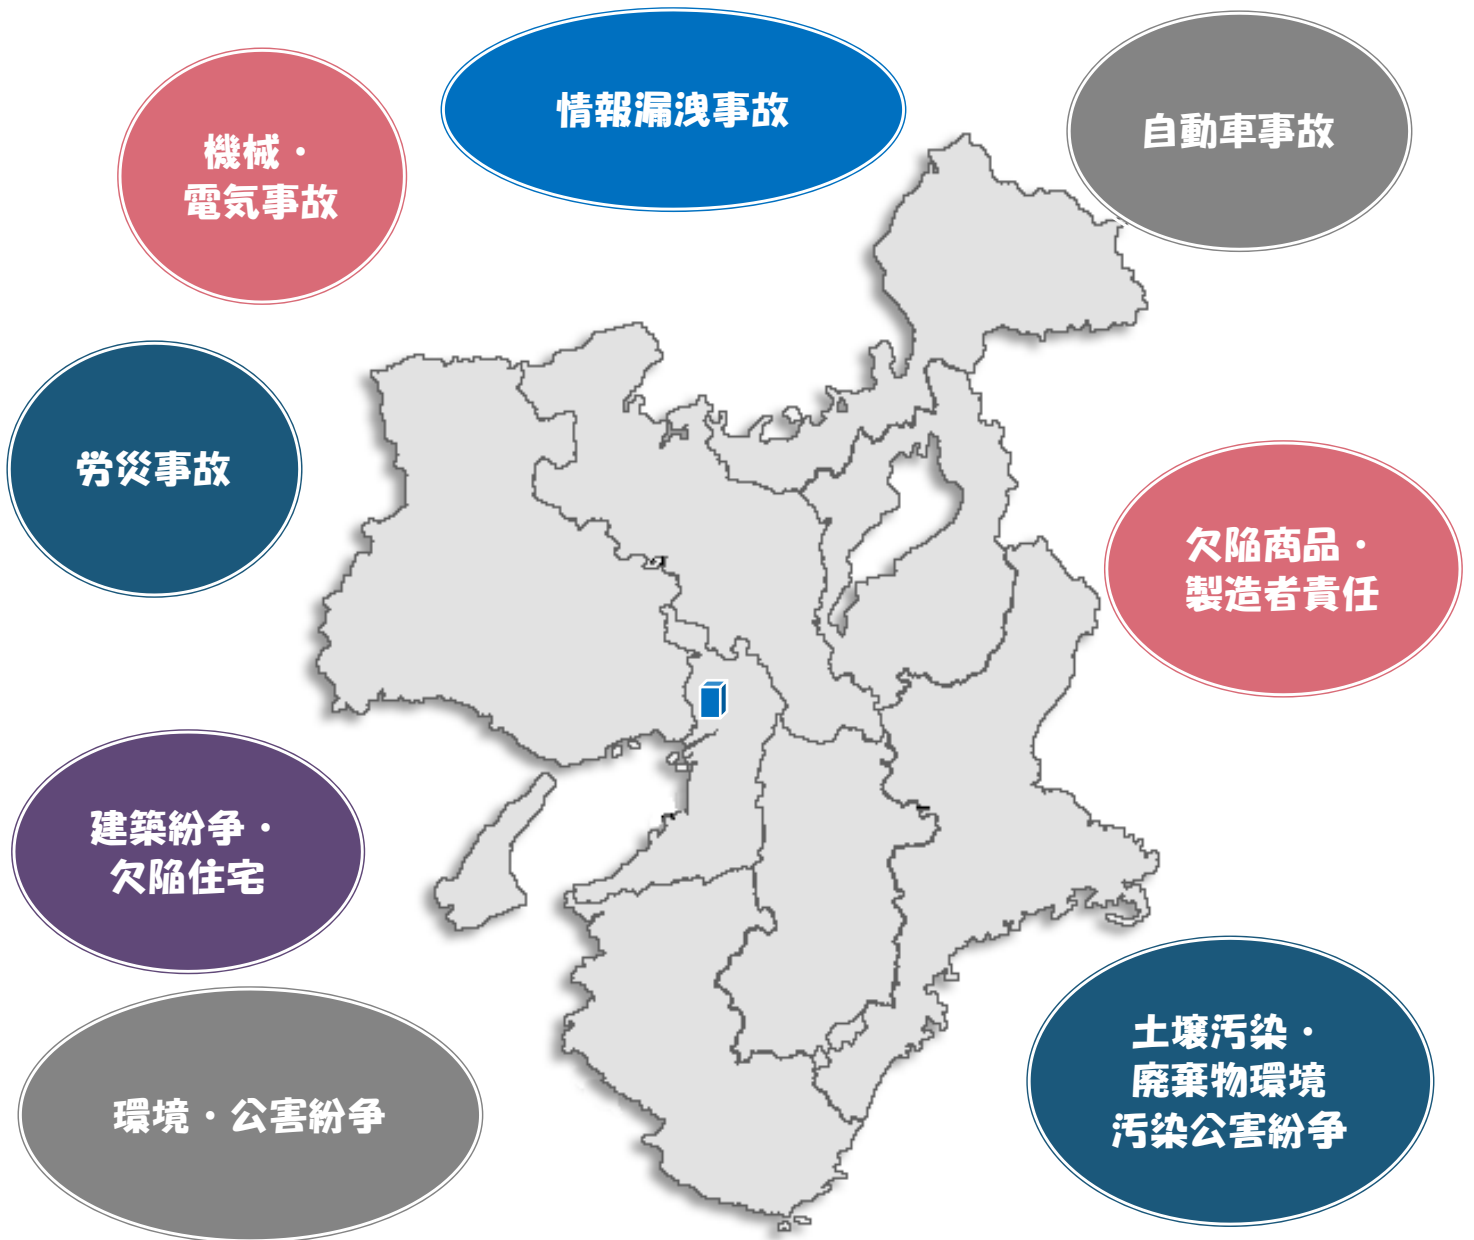 情報漏洩事故
自動車事故
機械・
電気事故
労災事故
欠陥商品・
製造者責任
建築紛争・
欠陥住宅
土壌汚染・
廃棄物環境
汚染公害紛争
環境・公害紛争